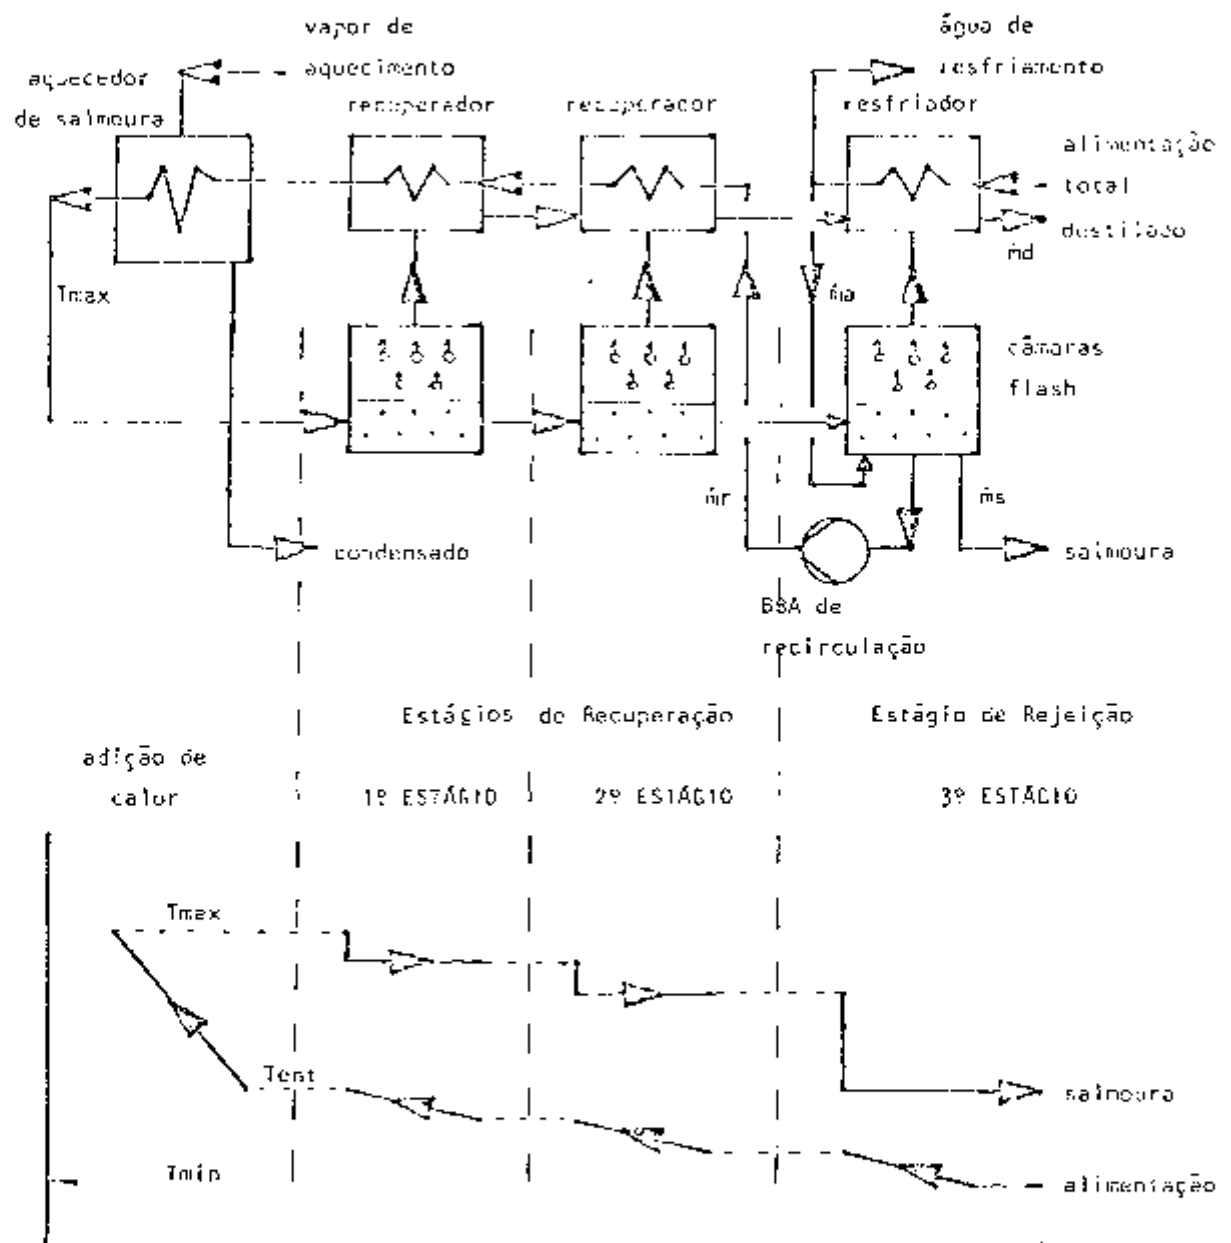 vapor de
aquecimento
água de
resfriamento
aquecedor
de salmoura
recuperador
recuperador
resfriador
alimentação
total
destilado
ṁd
Tmax
ṁa
câmaras
flash
ṁr
ṁs
condensado
salmoura
BBA de
recirculação
Estágios de Recuperação
Estágio de Rejeição
adição de
calor
1º ESTÁGIO
2º ESTÁGIO
3º ESTÁGIO
Tmax
Tent
salmoura
Tmin
alimentação